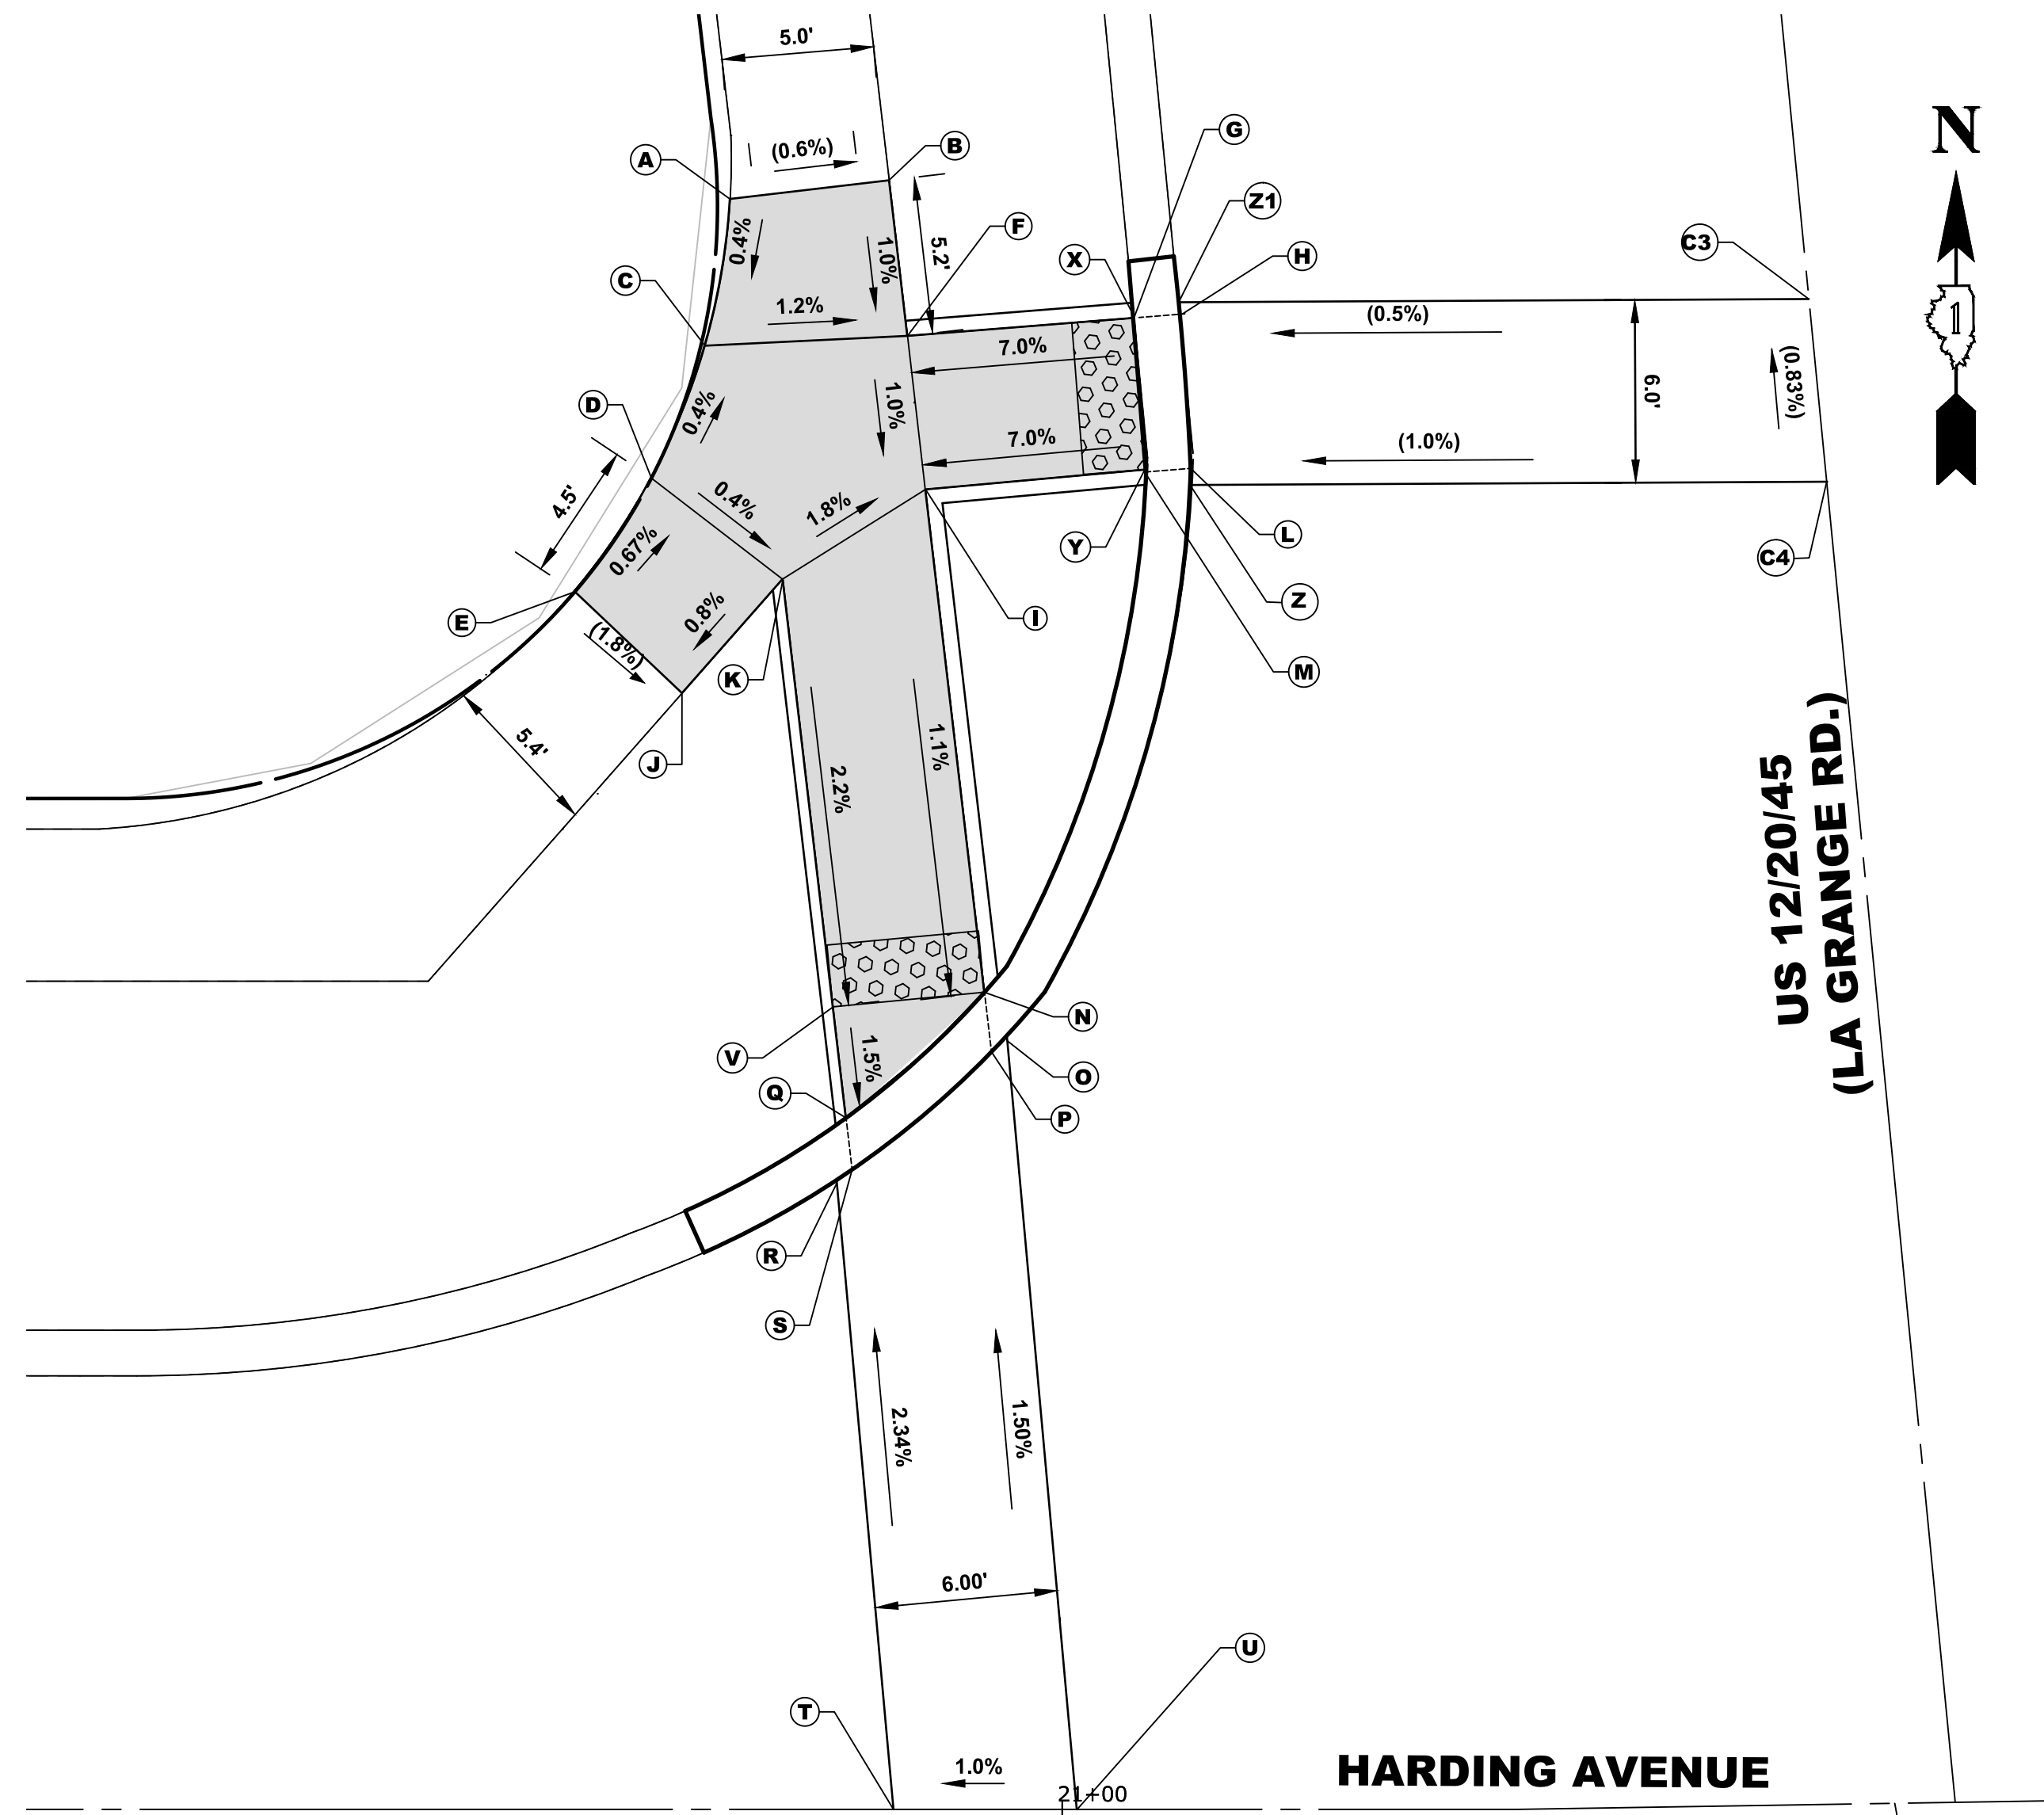 5.0'
N
A
(0.6%)
B
G
Z1
0.4%
1.0%
5.2'
F
X
H
C3
C
1.2%
(0.5%)
1
7.0%
(0.83%)
6.0'
D
0.4%
1.0%
7.0%
(1.0%)
4.5'
0.4%
1.8%
0.67%
Y
L
C4
E
0.8%
(1.8%)
I
Z
K
M
5.4'
J
2.2%
1.1%
US 12/20/45
(LA GRANGE RD.)
V
1.5%
N
Q
O
P
R
S
2.34%
1.50%
6.00'
U
T
1.0%
21+00
HARDING AVENUE